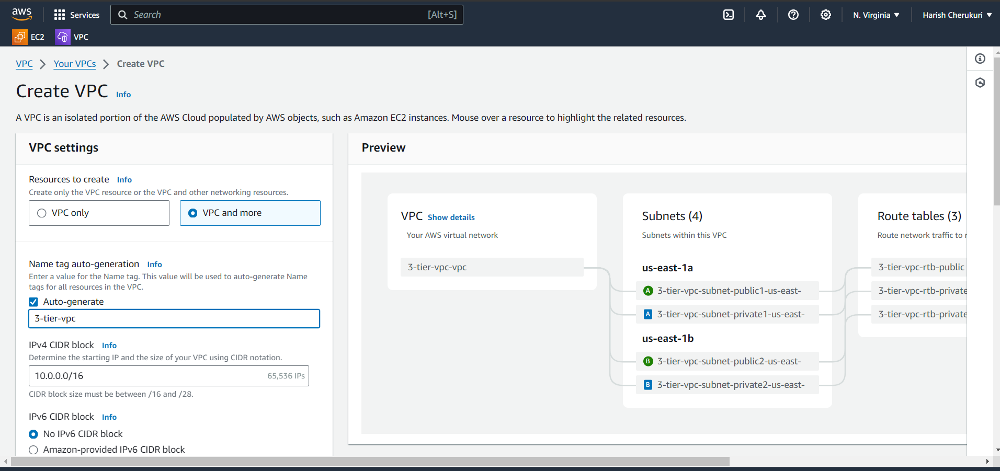 aws
Services
Search
[Alt+S]
N. Virginia
Harish Cherukuri
EC2
VPC
VPC
Your VPCs
Create VPC
Create VPC
Info
A VPC is an isolated portion of the AWS Cloud populated by AWS objects, such as Amazon EC2 instances. Mouse over a resource to highlight the related resources.
VPC settings
Resources to create
Info
Create only the VPC resource or the VPC and other networking resources.
VPC only
VPC and more
Name tag auto-generation
Info
Enter a value for the Name tag. This value will be used to auto-generate Name
tags for all resources in the VPC.
Auto-generate
3-tier-vpc
IPv4 CIDR block
Info
Determine the starting IP and the size of your VPC using CIDR notation.
10.0.0.0/16
65,536 IPs
CIDR block size must be between /16 and /28.
IPv6 CIDR block
Info
No IPv6 CIDR block
Amazon-provided IPv6 CIDR block
Preview
VPC
Show details
Your AWS virtual network
3-tier-vpc-vpc
Subnets (4)
Subnets within this VPC
us-east-1a
A 3-tier-vpc-subnet-public1-us-east-
A 3-tier-vpc-subnet-private1-us-east-
us-east-1b
B 3-tier-vpc-subnet-public2-us-east-
B 3-tier-vpc-subnet-private2-us-east-
Route tables (3)
Route network traffic to
3-tier-vpc-rtb-public
3-tier-vpc-rtb-private
3-tier-vpc-rtb-private